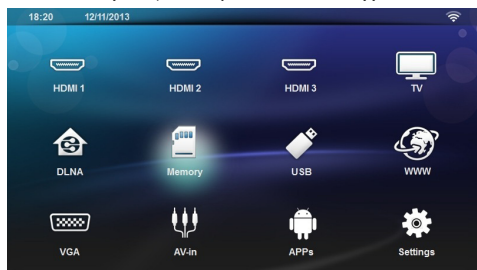 18:20 12/11/2013
HDMI 1 HDMI 2 HDMI 3 TV
DLNA Memory USB WWW
VGA AV-in APPs Settings